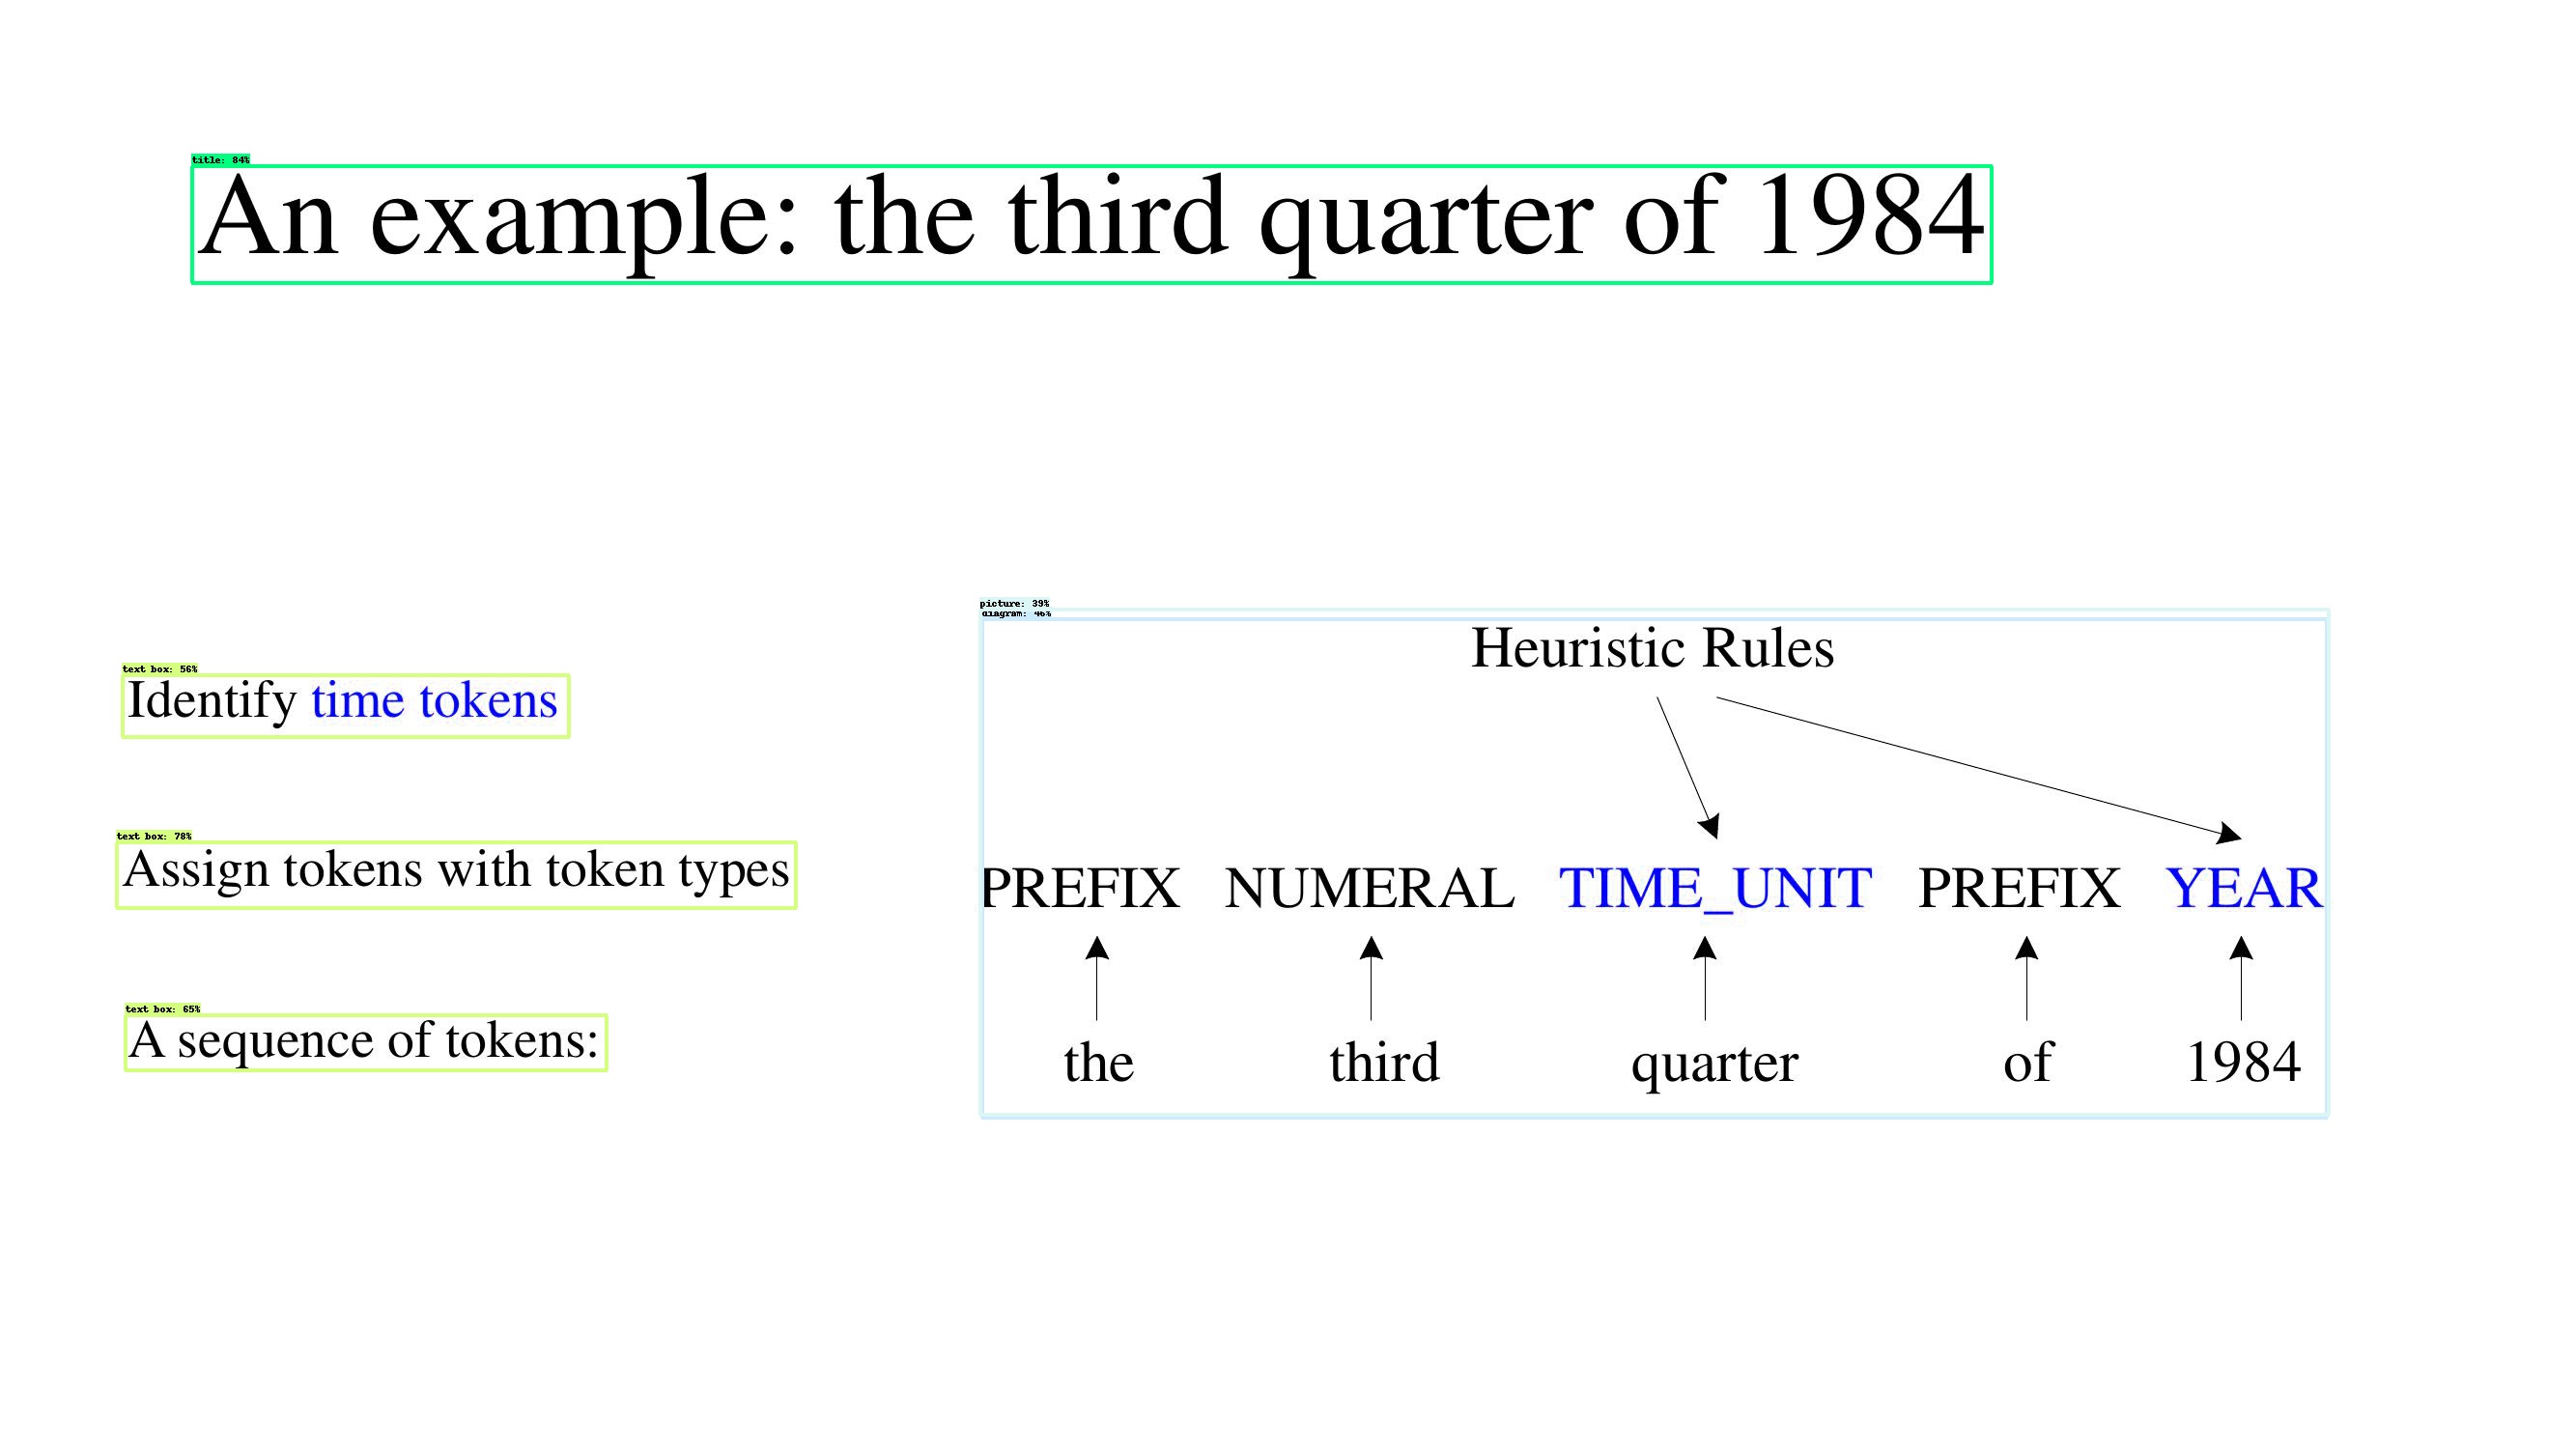 title: 84%
An example: the third quarter of 1984
picture: 39%
diagram: 46%
Heuristic Rules
text box: 56%
Identify time tokens
text box: 78%
Assign tokens with token types
PREFIX NUMERAL TIME_UNIT PREFIX YEAR
text box: 65%
A sequence of tokens:
the third quarter of 1984